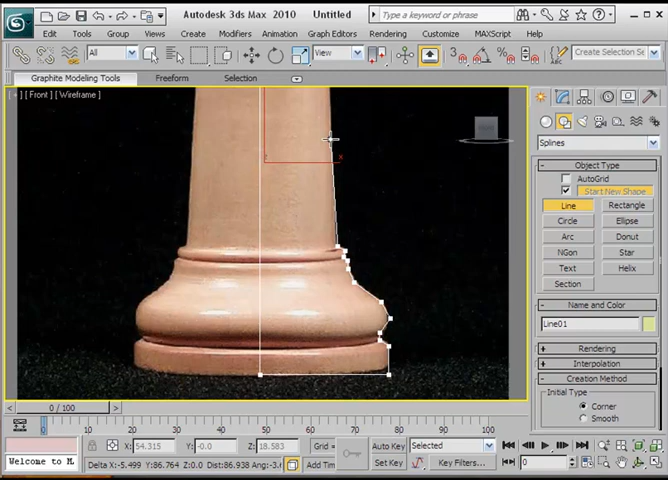 Autodesk 3ds Max 2010 Untitled
Type a keyword or phrase
Edit Tools Group Views Create Modifiers Animation Graph Editors Rendering Customize MAXScript Help
All View Create Selection Se
Graphite Modeling Tools Freeform Selection
[ + ] [ Front ] [ Wireframe ]
x
Splines
Object Type
AutoGrid
Start New Shape
Line Rectangle
Circle Ellipse
Arc Donut
NGon Star
Text Helix
Section
Name and Color
Line01
Rendering
Interpolation
Creation Method
Initial Type
Corner
Smooth
0 / 100
0 10 20 30 40 50 60 70 80 90 100
X: 54.315 Y: -0.0 Z: 18.583 Grid =
Auto Key Selected
Welcome to M
Delta X:-5.499 Y:86.764 Z:0.0 Dist:86.938 Ang:-3.
Add Tim
Set Key Key Filters...
0